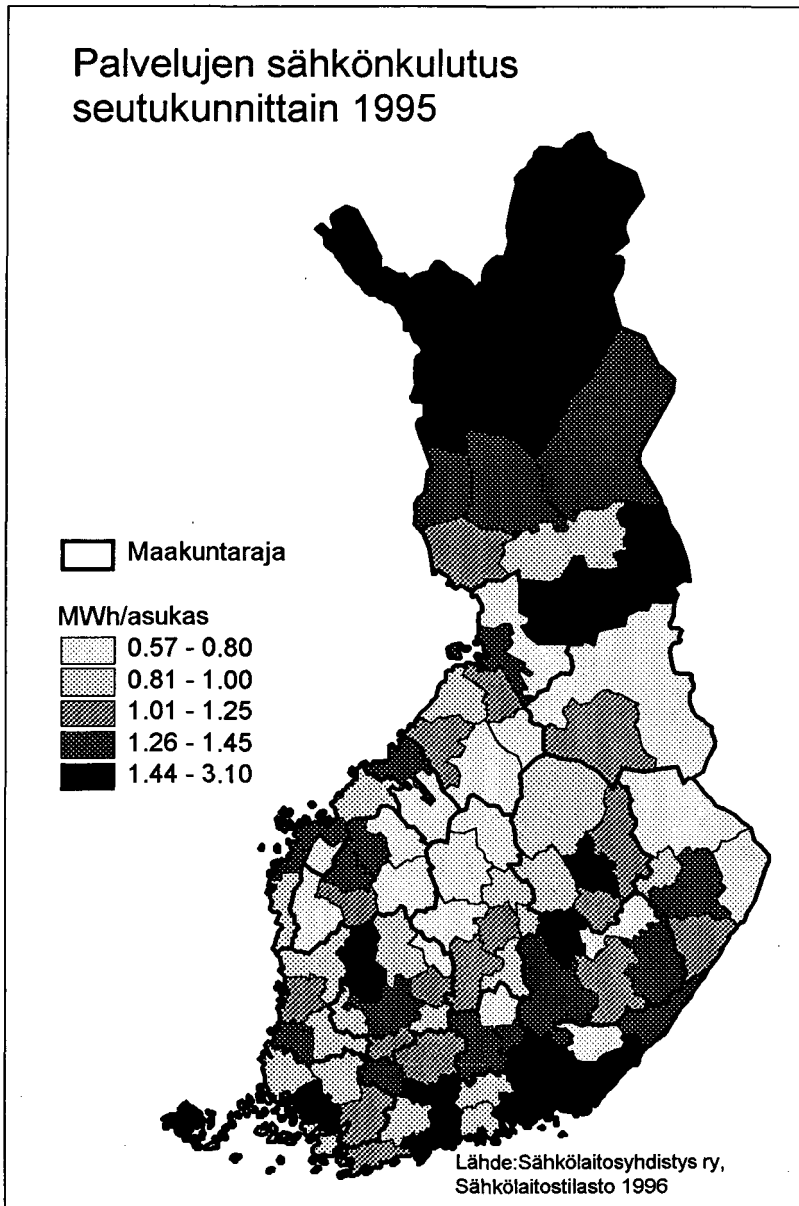 Palvelujen sähkönkulutus
seutukunnittain 1995
Maakuntaraja
MWh/asukas
0.57 - 0.80
0.81 - 1.00
1.01 - 1.25
1.26 - 1.45
1.44 - 3.10
Lähde:Sähkölaitosyhdistys ry,
Sähkölaitostilasto 1996